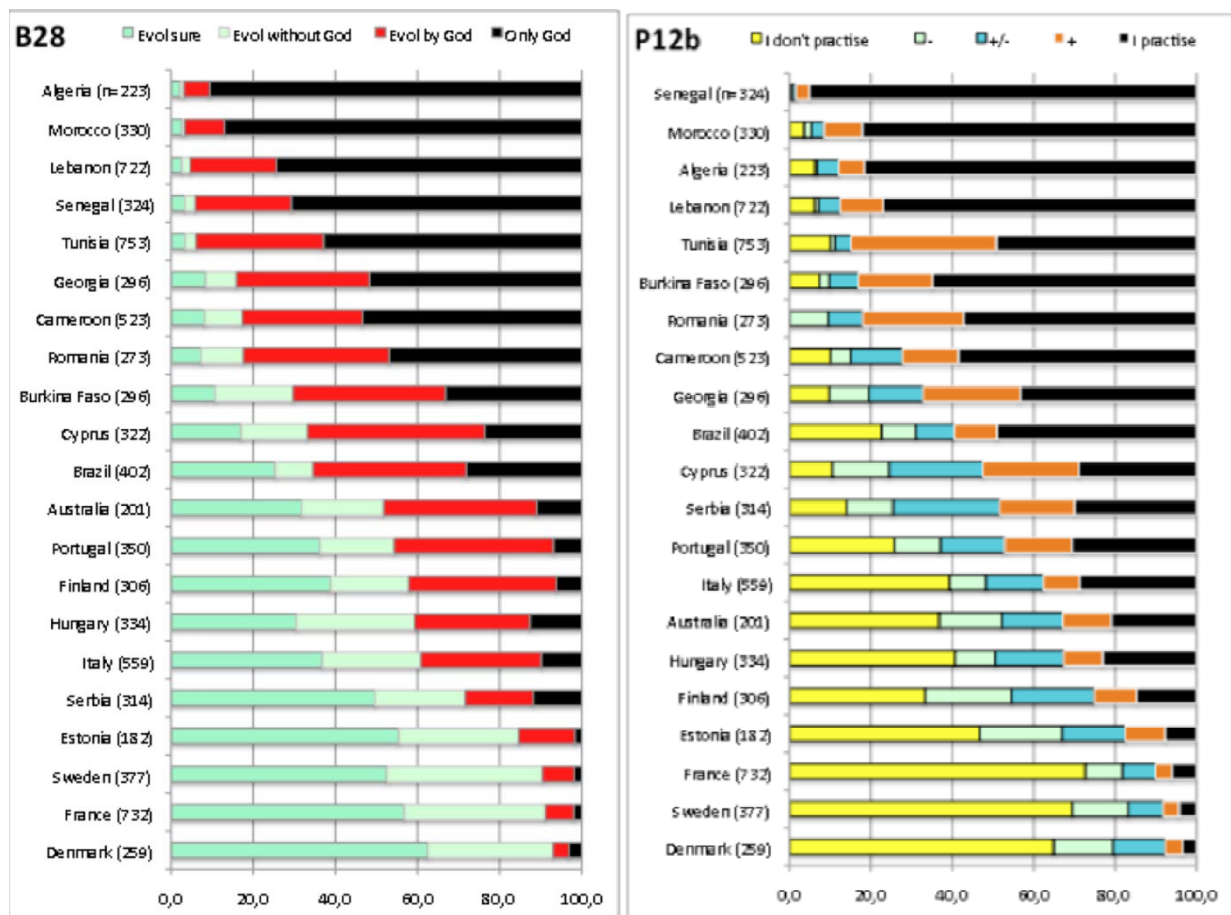 B28 Evol sure Evol without God Evol by God Only God
Algeria (n=223)
Morocco (330)
Lebanon (722)
Senegal (324)
Tunisia (753)
Georgia (296)
Cameroon (523)
Romania (273)
Burkina Faso (296)
Cyprus (322)
Brazil (402)
Australia (201)
Portugal (350)
Finland (306)
Hungary (334)
Italy (559)
Serbia (314)
Estonia (182)
Sweden (377)
France (732)
Denmark (259)
0,0 20,0 40,0 60,0 80,0 100,0
P12b I don't practise - +/- + I practise
Senegal (n=324)
Morocco (330)
Algeria (223)
Lebanon (722)
Tunisia (753)
Burkina Faso (296)
Romania (273)
Cameroon (523)
Georgia (296)
Brazil (402)
Cyprus (322)
Serbia (314)
Portugal (350)
Italy (559)
Australia (201)
Hungary (334)
Finland (306)
Estonia (182)
France (732)
Sweden (377)
Denmark (259)
0,0 20,0 40,0 60,0 80,0 100,0